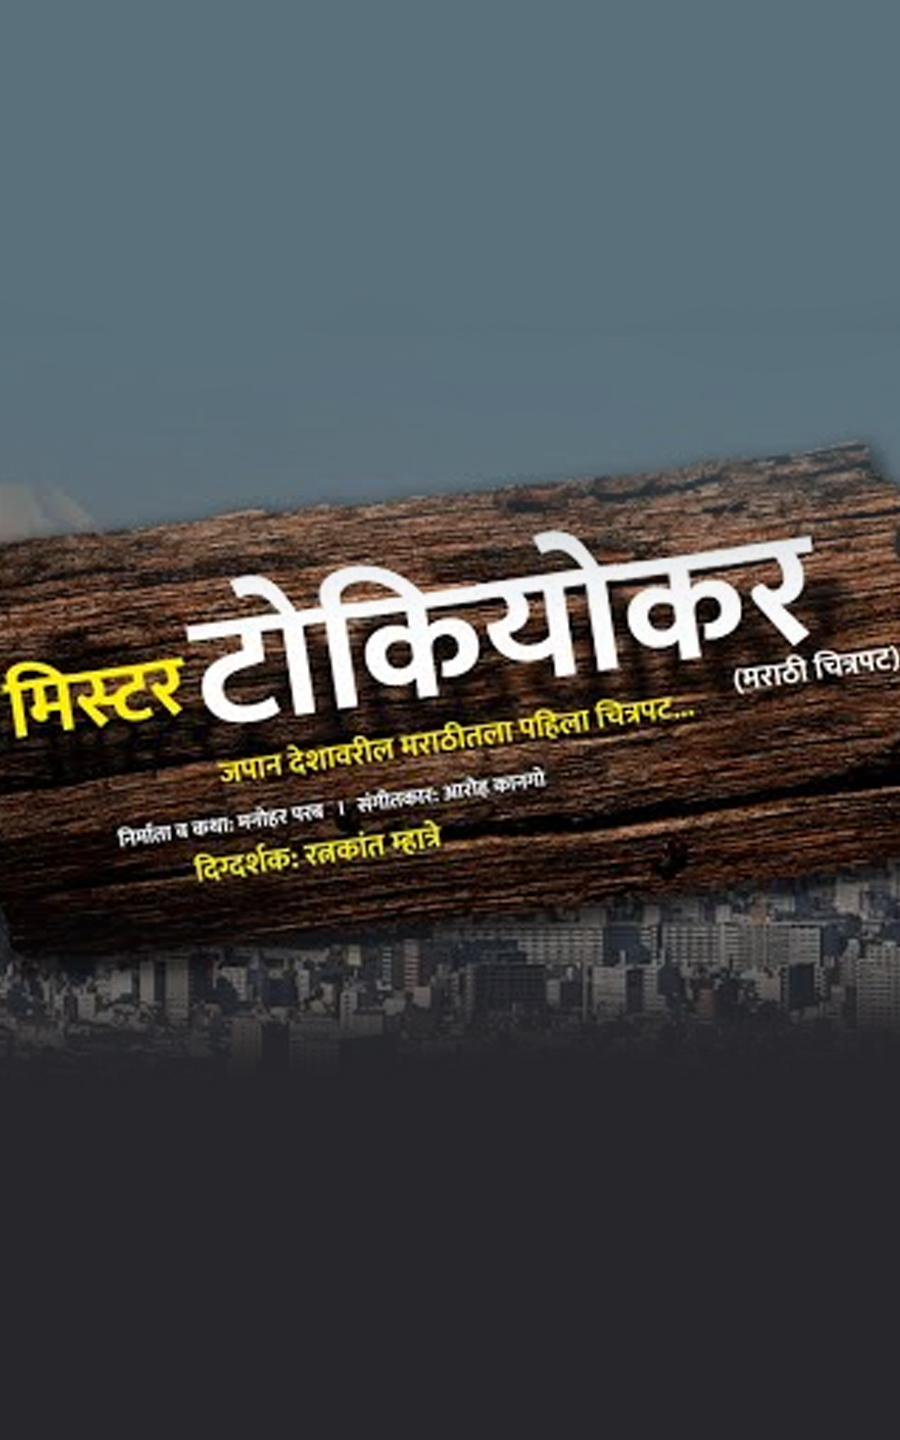 मिस्टर टोकियोकर
(मराठी चित्रपट)
जपान देशावरील मराठीतला पहिला चित्रपट...
निर्माता व कथा: मनोहर परब | संगीतकार: आरोह कानगो
दिग्दर्शक: रत्नकांत म्हात्रे